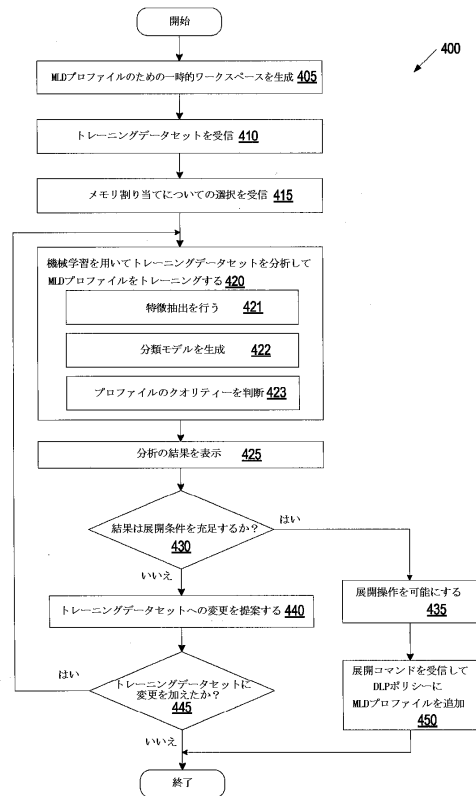 開始
400
MLDプロファイルのための一時的ワークスペースを生成 405
トレーニングデータセットを受信 410
メモリ割り当てについての選択を受信 415
機械学習を用いてトレーニングデータセットを分析して
MLDプロファイルをトレーニングする 420
特徴抽出を行う 421
分類モデルを生成 422
プロファイルのクオリティーを判断 423
分析の結果を表示 425
結果は展開条件を充足するか?
430
はい
いいえ
展開操作を可能にする
435
トレーニングデータセットへの変更を提案する 440
はい
トレーニングデータセットに
変更を加えたか?
445
展開コマンドを受信して
DLPポリシーに
MLDプロファイルを追加
450
いいえ
終了